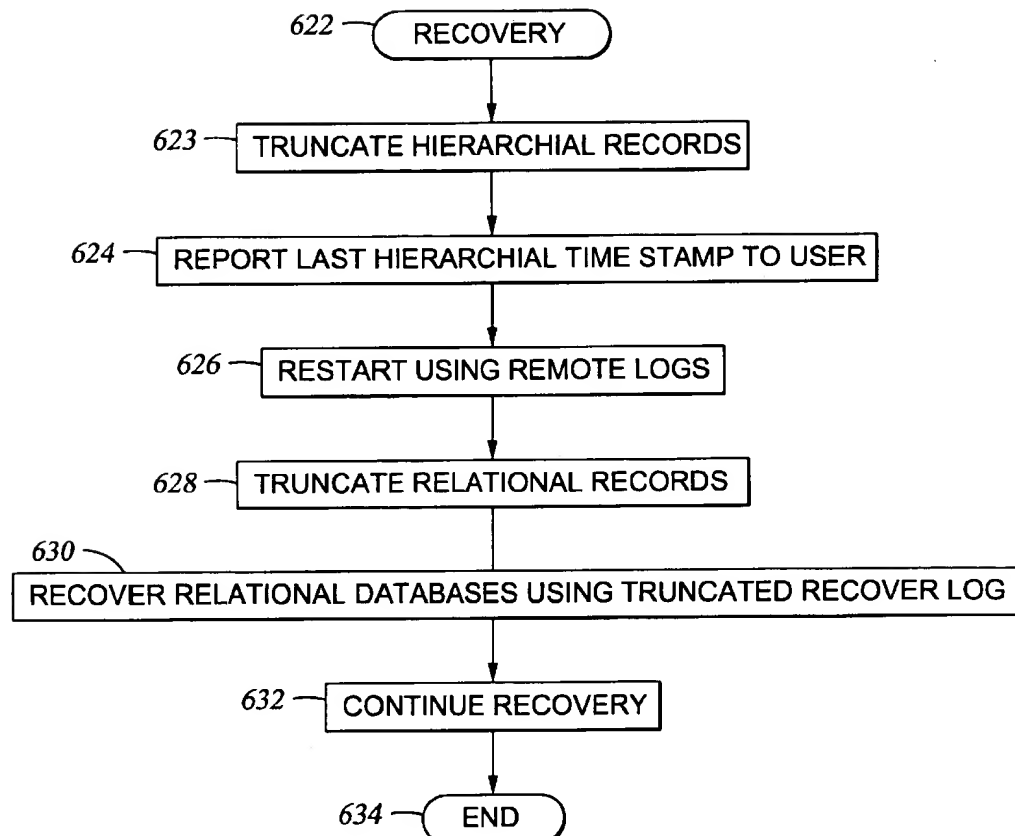 622
RECOVERY
623
TRUNCATE HIERARCHIAL RECORDS
624
REPORT LAST HIERARCHIAL TIME STAMP TO USER
626
RESTART USING REMOTE LOGS
628
TRUNCATE RELATIONAL RECORDS
630
RECOVER RELATIONAL DATABASES USING TRUNCATED RECOVER LOG
632
CONTINUE RECOVERY
634
END